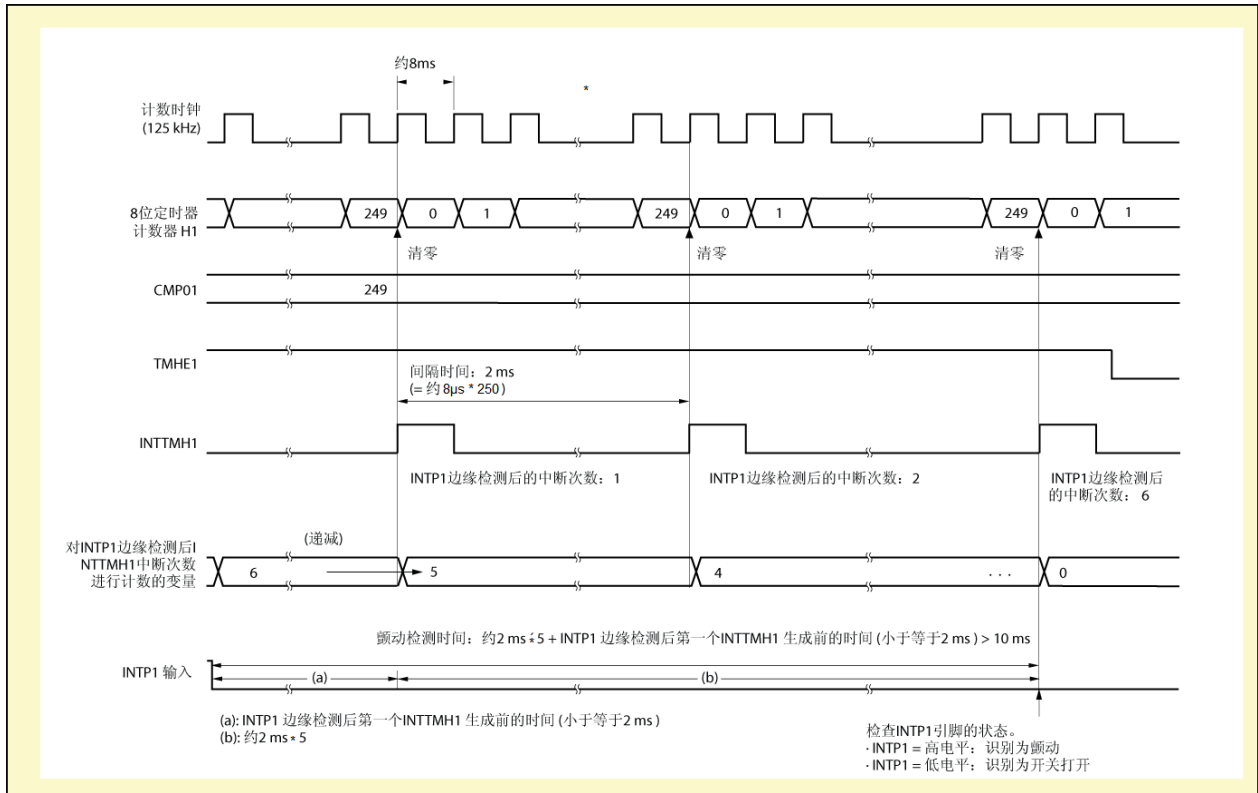 约8ms
*
计数时钟
(125 kHz)
8位定时器
计数器 H1
249 0 1 249 0 1 249 0 1
清零 清零 清零
CMP01 249
TMHE1
间隔时间：2 ms
(= 约 8μs * 250 )
INTTMH1
INTP1边缘检测后的中断次数：1
INTP1边缘检测后的中断次数：2
INTP1边缘检测后
的中断次数：6
对INTP1边缘检测后I
NTTMH1中断次数
进行计数的变量
(递减)
6 5 4 ... 0
颤动检测时间：约2 ms * 5 + INTP1 边缘检测后第一个INTTMH1 生成前的时间 (小于等于2 ms ) > 10 ms
INTP1 输入
(a) (b)
(a): INTP1 边缘检测后第一个INTTMH1 生成前的时间 (小于等于2 ms )
(b): 约2 ms * 5
检查INTP1引脚的状态。
· INTP1 = 高电平：识别为颤动
· INTP1 = 低电平：识别为开关打开